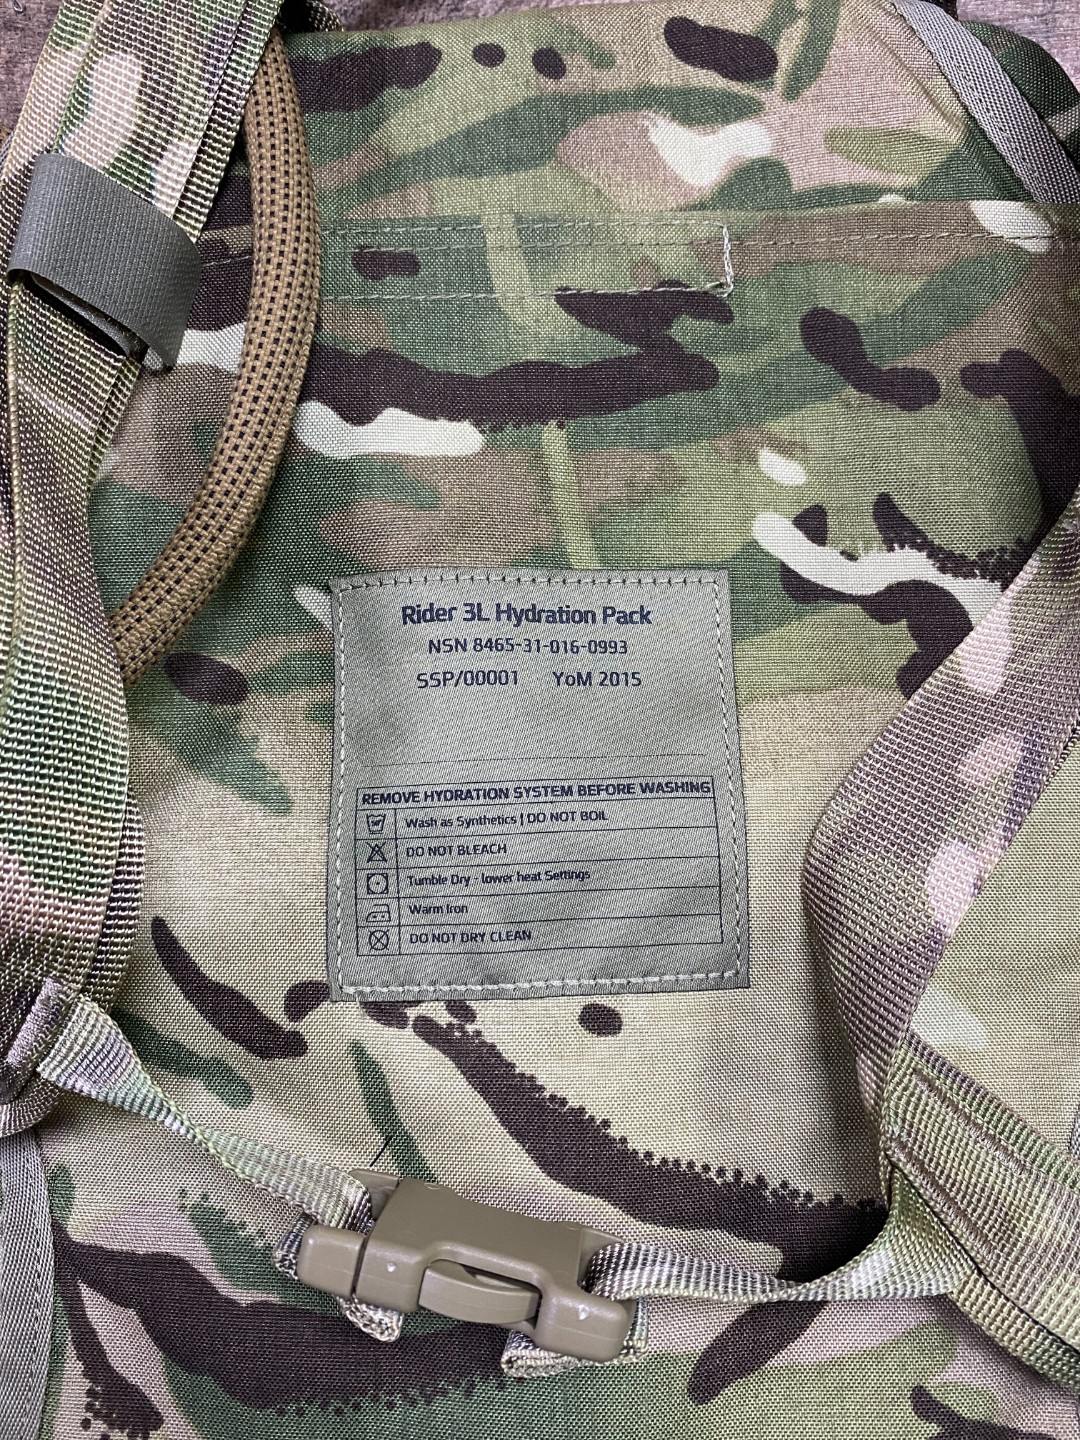 Rider 3L Hydration Pack
NSN 8465-31-016-0993
SSP/00001 YoM 2015
REMOVE HYDRATION SYSTEM BEFORE WASHING
Wash as Synthetics | DO NOT BOIL
DO NOT BLEACH
Tumble Dry - lower heat Settings
Warm Iron
DO NOT DRY CLEAN